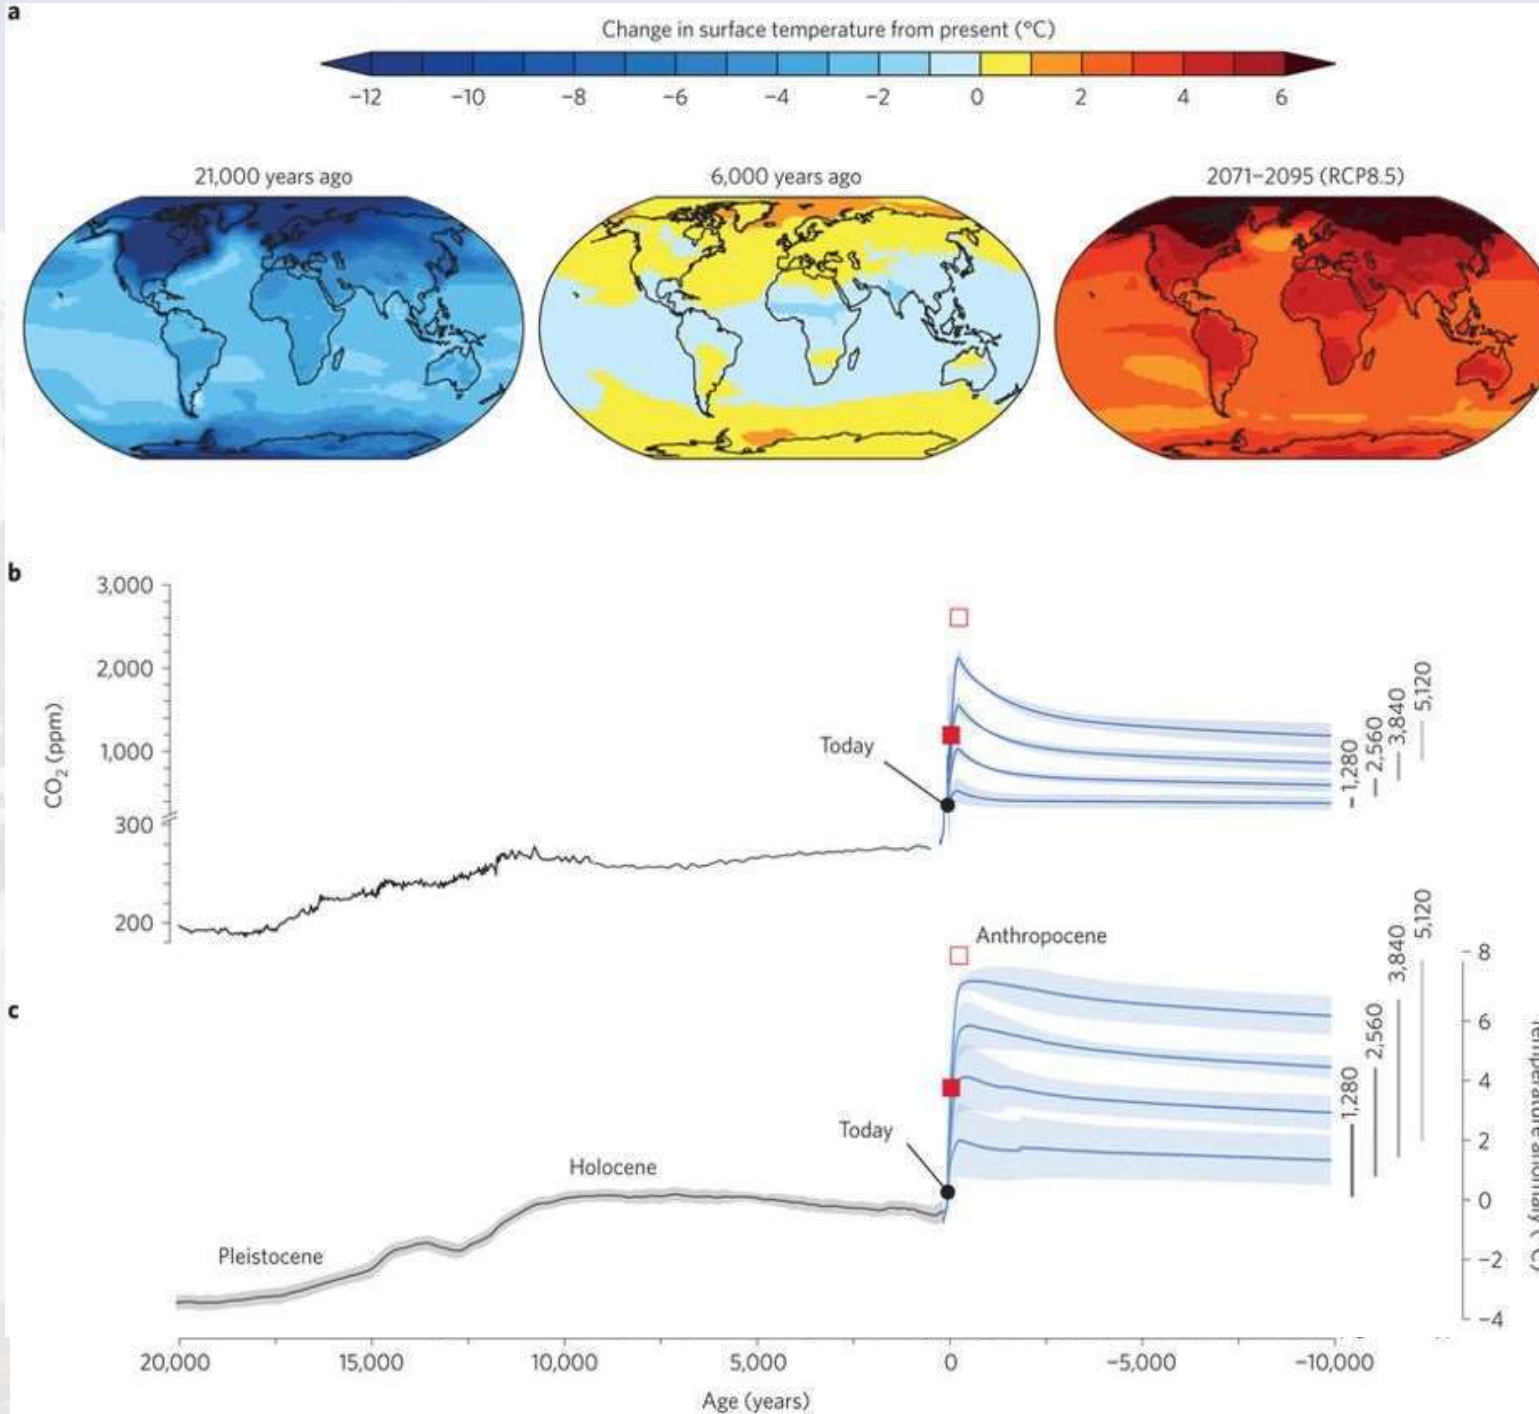 a
Change in surface temperature from present (°C)
−12 −10 −8 −6 −4 −2 0 2 4 6
21,000 years ago 6,000 years ago 2071–2095 (RCP8.5)
b
3,000
2,000
1,000
300
200
CO2 (ppm)
Today
1,280
2,560
3,840
5,120
Anthropocene
c
Today
Holocene
Pleistocene
1,280
2,560
3,840
5,120
8
6
4
2
0
−2
−4
Temperature anomaly (°C)
20,000 15,000 10,000 5,000 0 −5,000 −10,000
Age (years)